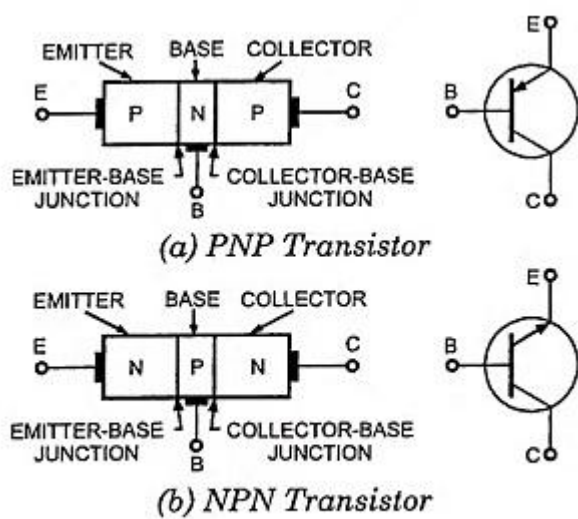 EMITTER BASE COLLECTOR E
E P N P C B
EMITTER-BASE COLLECTOR-BASE
JUNCTION B JUNCTION C
(a) PNP Transistor
EMITTER BASE COLLECTOR E
E N P N C B
EMITTER-BASE COLLECTOR-BASE
JUNCTION B JUNCTION C
(b) NPN Transistor